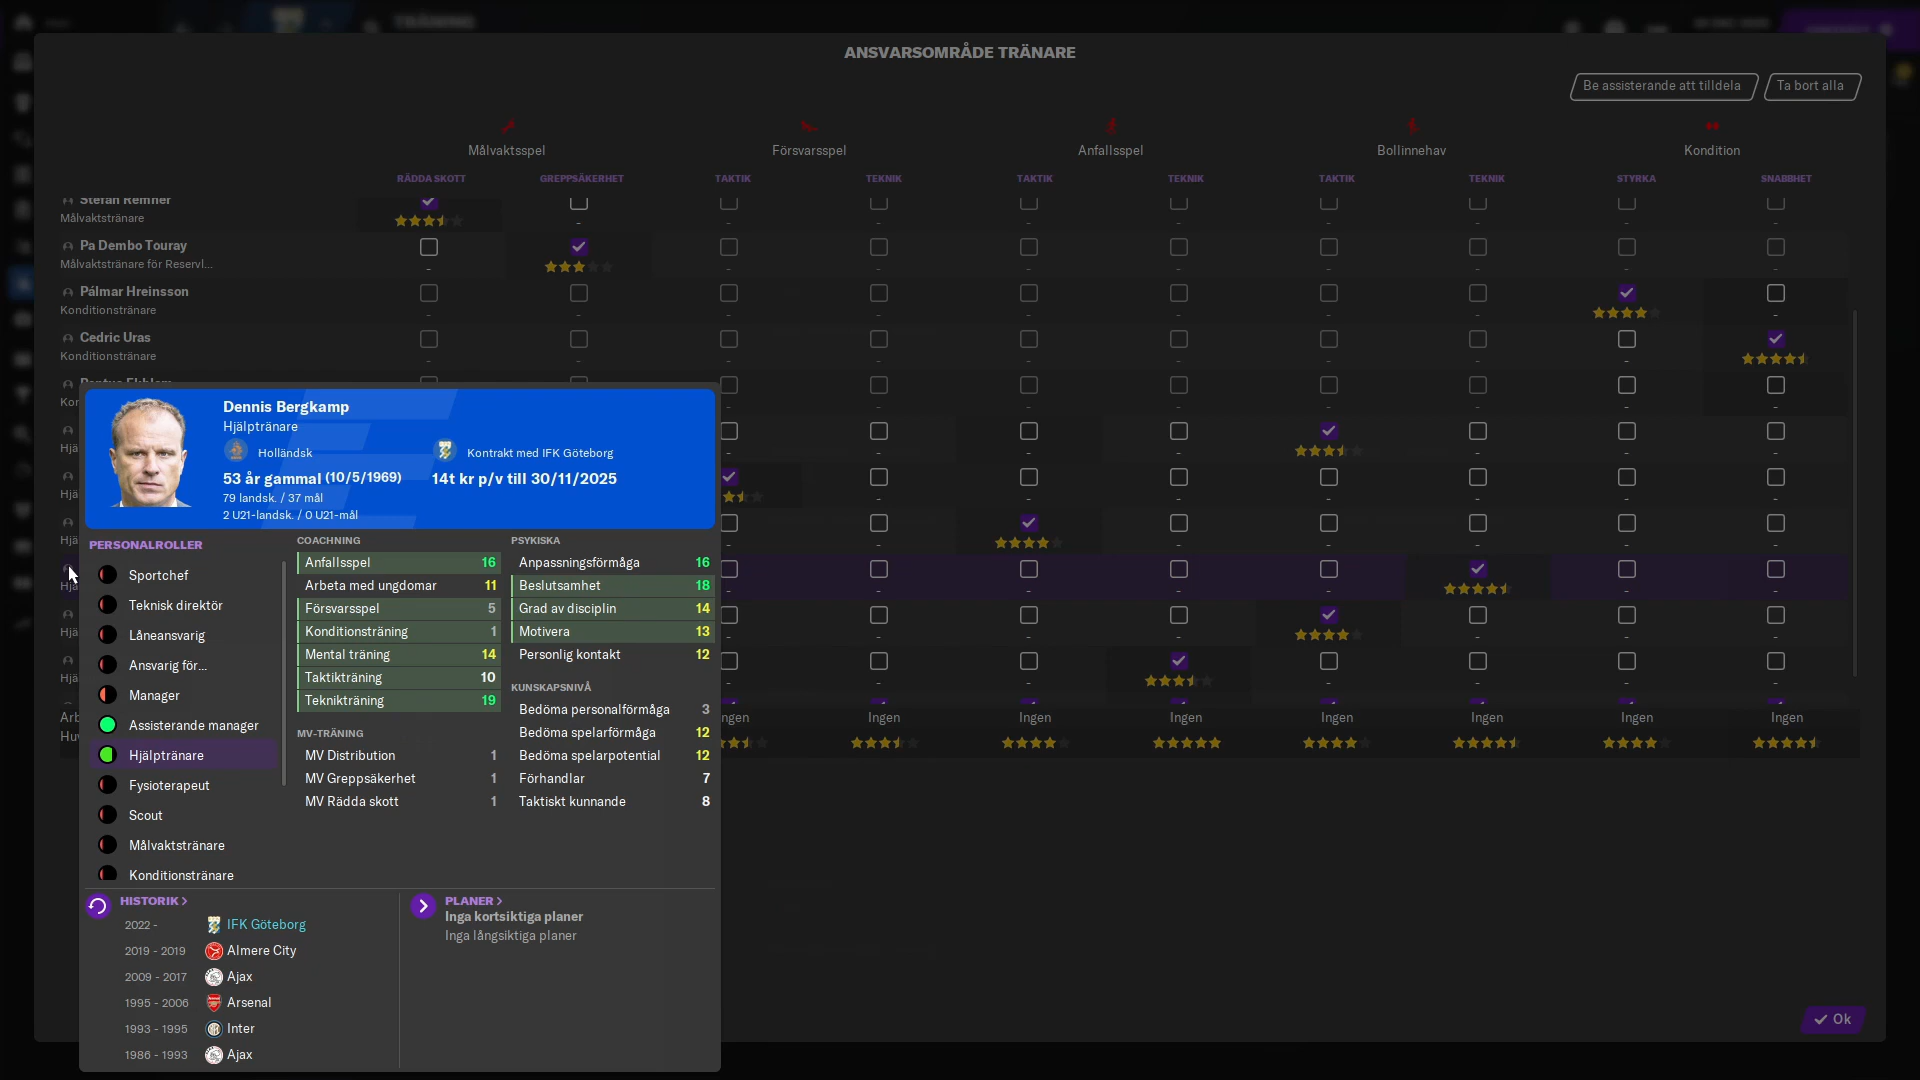 TRÄNING
ANSVARSOMRÅDE TRÄNARE
Be assisterande att tilldela
Ta bort alla
Målvaktsspel
Försvarsspel
Anfallsspel
Bollinnehav
Kondition
RÄDDA SKOTT
GREPPSÄKERHET
TAKTIK
TEKNIK
TAKTIK
TEKNIK
TAKTIK
TEKNIK
STYRKA
SNABBHET
Stefan Remner
Målvaktstränare
Pa Dembo Touray
Målvaktstränare för Reservl...
Pálmar Hreinsson
Konditionstränare
Cedric Uras
Konditionstränare
Dennis Bergkamp
Hjälptränare
Holländsk
Kontrakt med IFK Göteborg
53 år gammal (10/5/1969)
14t kr p/v till 30/11/2025
79 landsk. / 37 mål
2 U21-landsk. / 0 U21-mål
PERSONALROLLER
Sportchef
Teknisk direktör
Låneansvarig
Ansvarig för...
Manager
Assisterande manager
Hjälptränare
Fysioterapeut
Scout
Målvaktstränare
Konditionstränare
COACHNING
Anfallsspel 16
Arbeta med ungdomar 11
Försvarsspel 5
Konditionsträning 1
Mental träning 14
Taktikträning 10
Teknikträning 19
MV-TRÄNING
MV Distribution 1
MV Greppsäkerhet 1
MV Rädda skott 1
PSYKISKA
Anpassningsförmåga 16
Beslutsamhet 18
Grad av disciplin 14
Motivera 13
Personlig kontakt 12
KUNSKAPSNIVÅ
Bedöma personalförmåga 3
Bedöma spelarförmåga 12
Bedöma spelarpotential 12
Förhandlar 7
Taktiskt kunnande 8
Ingen
Ingen
Ingen
Ingen
Ingen
Ingen
Ingen
HISTORIK >
2022 - IFK Göteborg
2019 - 2019 Almere City
2009 - 2017 Ajax
1995 - 2006 Arsenal
1993 - 1995 Inter
1986 - 1993 Ajax
PLANER >
Inga kortsiktiga planer
Inga långsiktiga planer
Ok